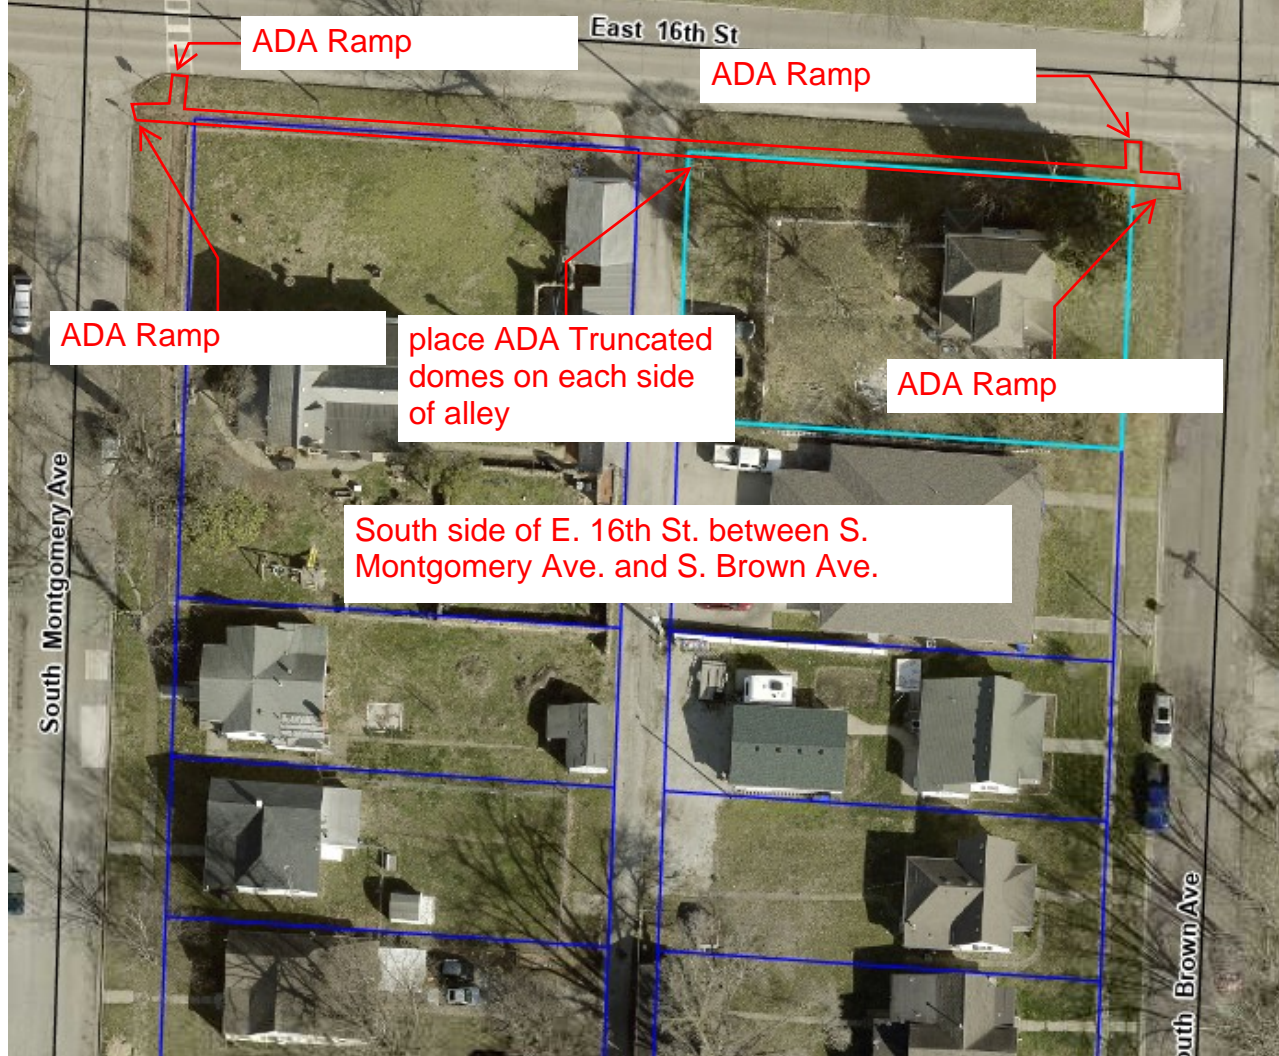 East 16th St
ADA Ramp
ADA Ramp
ADA Ramp
place ADA Truncated
domes on each side
of alley
ADA Ramp
South Montgomery Ave
South side of E. 16th St. between S.
Montgomery Ave. and S. Brown Ave.
uth Brown Ave